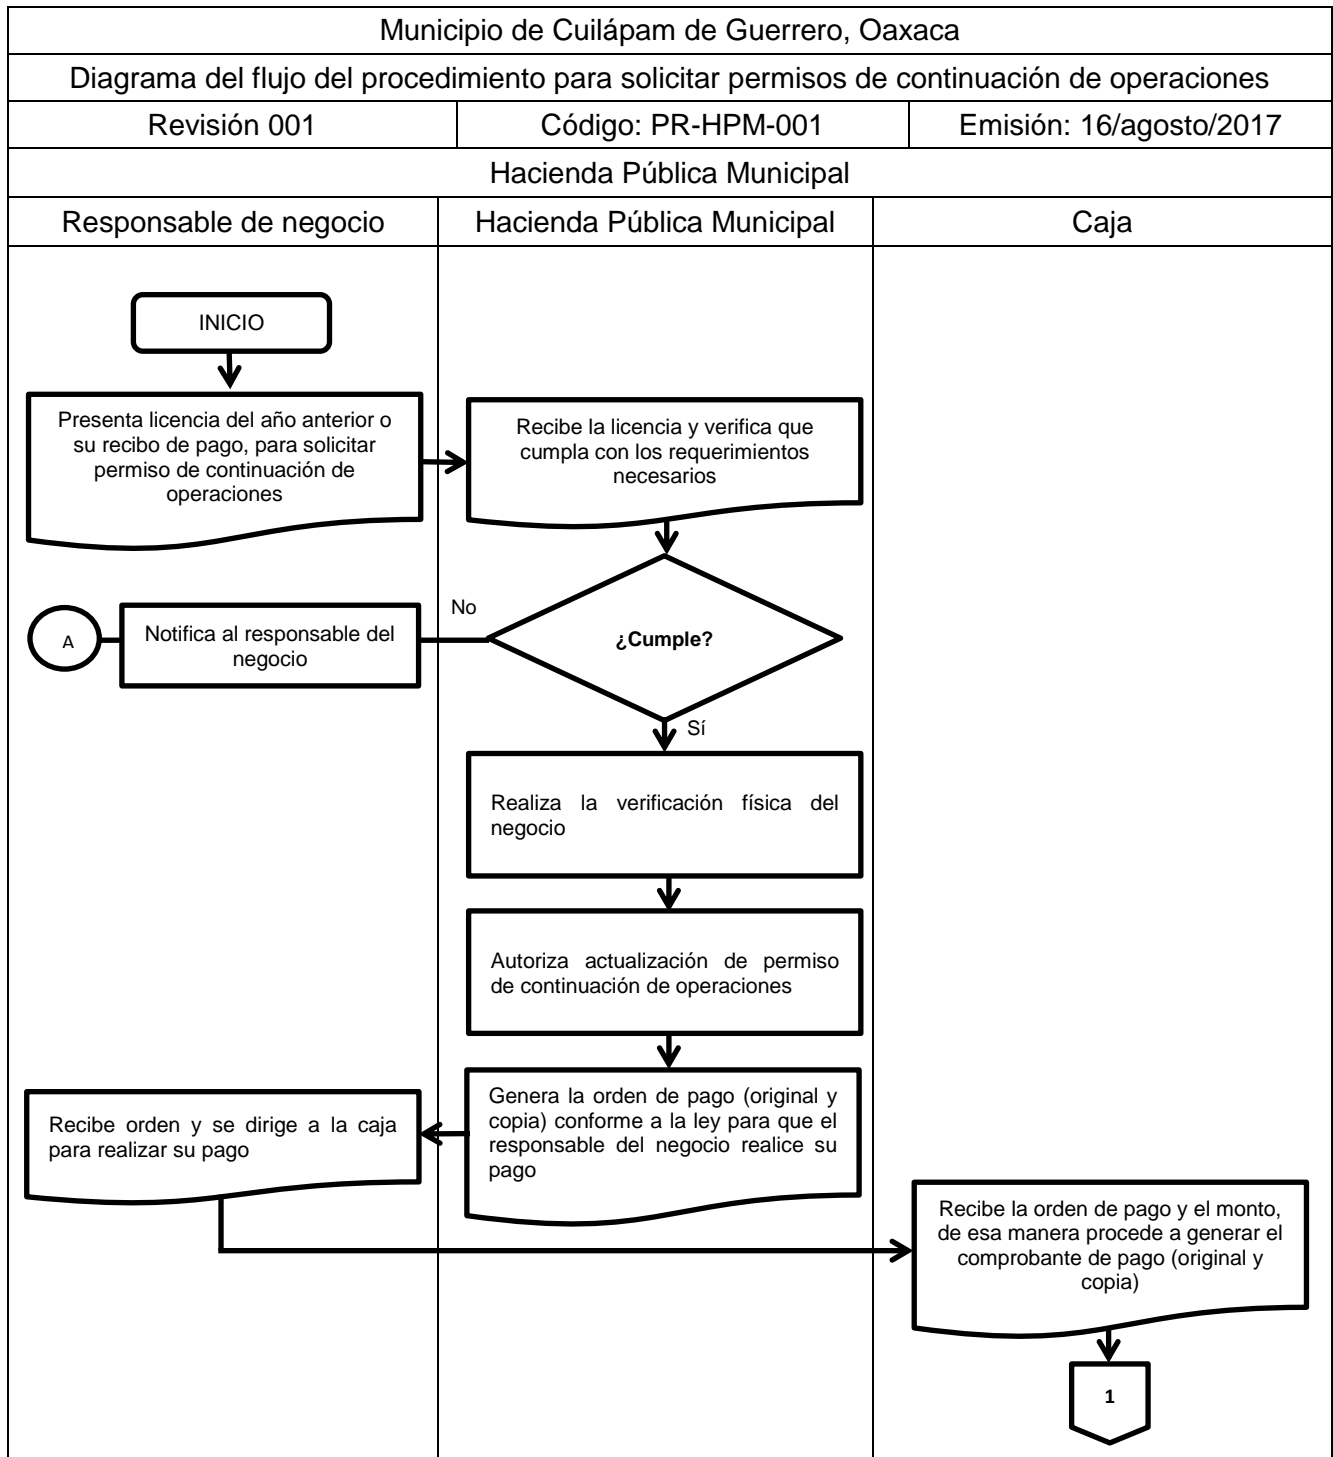 Municipio de Cuilápam de Guerrero, Oaxaca
Diagrama del flujo del procedimiento para solicitar permisos de continuación de operaciones
Revisión 001
Código: PR-HPM-001
Emisión: 16/agosto/2017
Hacienda Pública Municipal
Responsable de negocio
Hacienda Pública Municipal
Caja
INICIO
Presenta licencia del año anterior o
su recibo de pago, para solicitar
permiso de continuación de
operaciones
Recibe la licencia y verifica que
cumpla con los requerimientos
necesarios
No
¿Cumple?
A
Notifica al responsable del
negocio
Sí
Realiza la verificación física del
negocio
Autoriza actualización de permiso
de continuación de operaciones
Genera la orden de pago (original y
copia) conforme a la ley para que el
responsable del negocio realice su
pago
Recibe orden y se dirige a la caja
para realizar su pago
Recibe la orden de pago y el monto,
de esa manera procede a generar el
comprobante de pago (original y
copia)
1